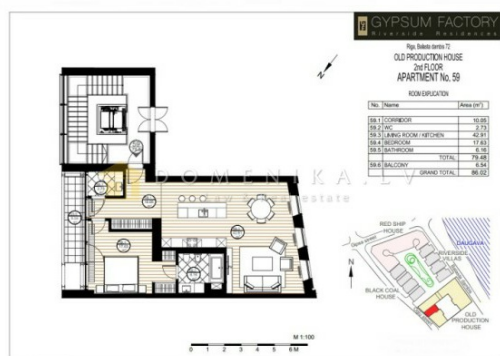 GYPSUM FACTORY
Riverside Residences
Riga, Balasta dambis 72
OLD PRODUCTION HOUSE
2nd FLOOR
APARTMENT No. 59
ROOM EXPLICATION
No. Name Area (m²)
59.1 CORRIDOR 10.05
59.2 WC 2.73
59.3 LIVING ROOM / KITCHEN 42.91
59.4 BEDROOM 17.63
59.5 BATHROOM 6.16
TOTAL: 79.48
59.6 BALCONY 6.54
GRAND TOTAL: 86.02
N
DOMENIKA.LV
Law & Real estate
RED SHIP HOUSE
DAUGAVA
RIVERSIDE VILLAS
BLACK COAL HOUSE
OLD PRODUCTION HOUSE
N
M 1:100
0 1 2 3 4 5 6 M